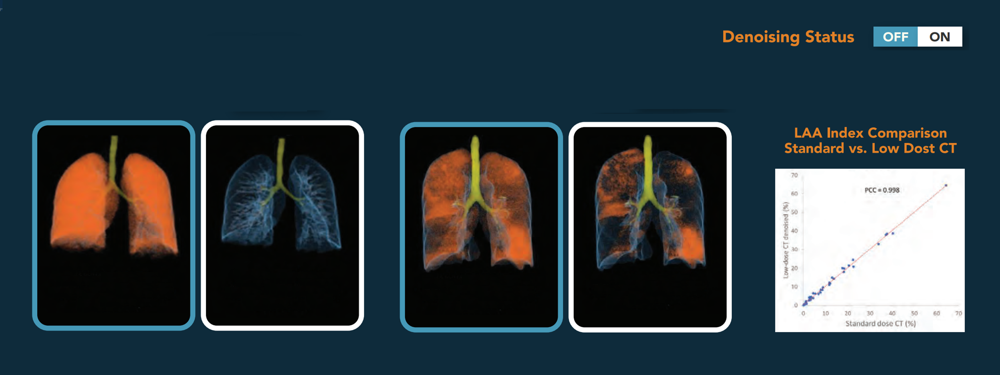 Denoising Status
OFF ON
LAA Index Comparison
Standard vs. Low Dost CT
PCC = 0.998
Low-dose CT denoised (%)
70
60
50
40
30
20
10
0
0 10 20 30 40 50 60 70
Standard dose CT (%)